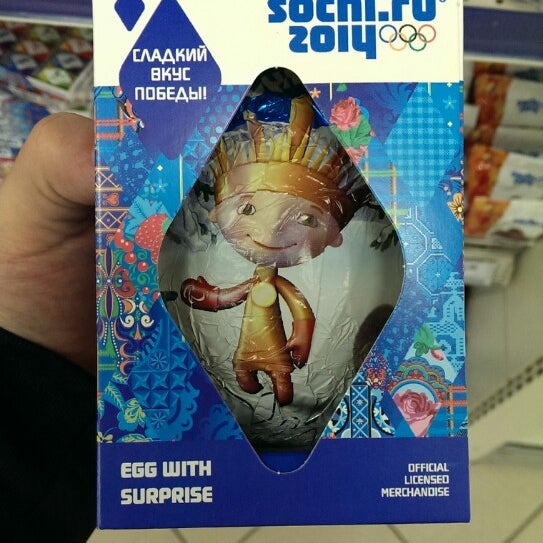 sochi.ru
2014
СЛАДКИЙ
ВКУС
ПОБЕДЫ!
EGG WITH
SURPRISE
OFFICIAL
LICENSED
MERCHANDISE